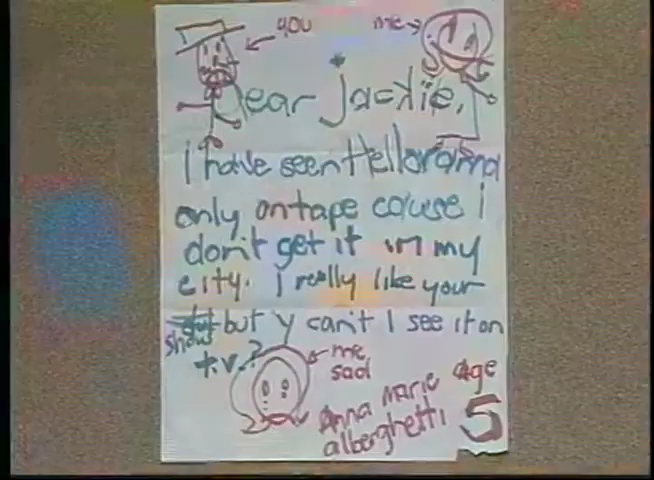 you
me
Dear jackie,
i have seen Hellorama
only on tape cause i
don't get it in my
city. i really like your
show but y can't I see it on
t.v.?
me
sad
Anna marie
alberghetti
age
5